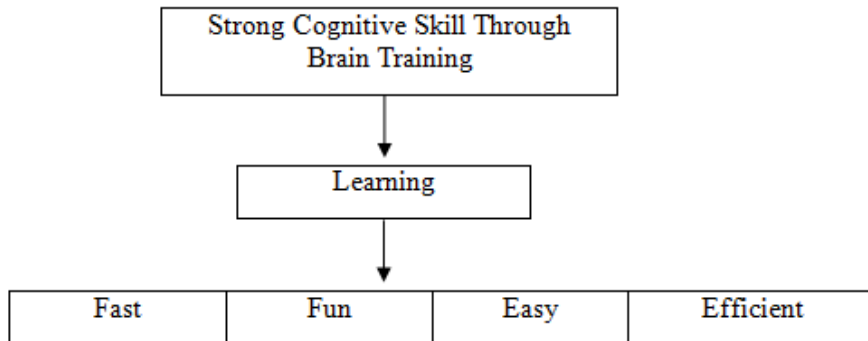 Strong Cognitive Skill Through
Brain Training
Learning
Fast Fun Easy Efficient